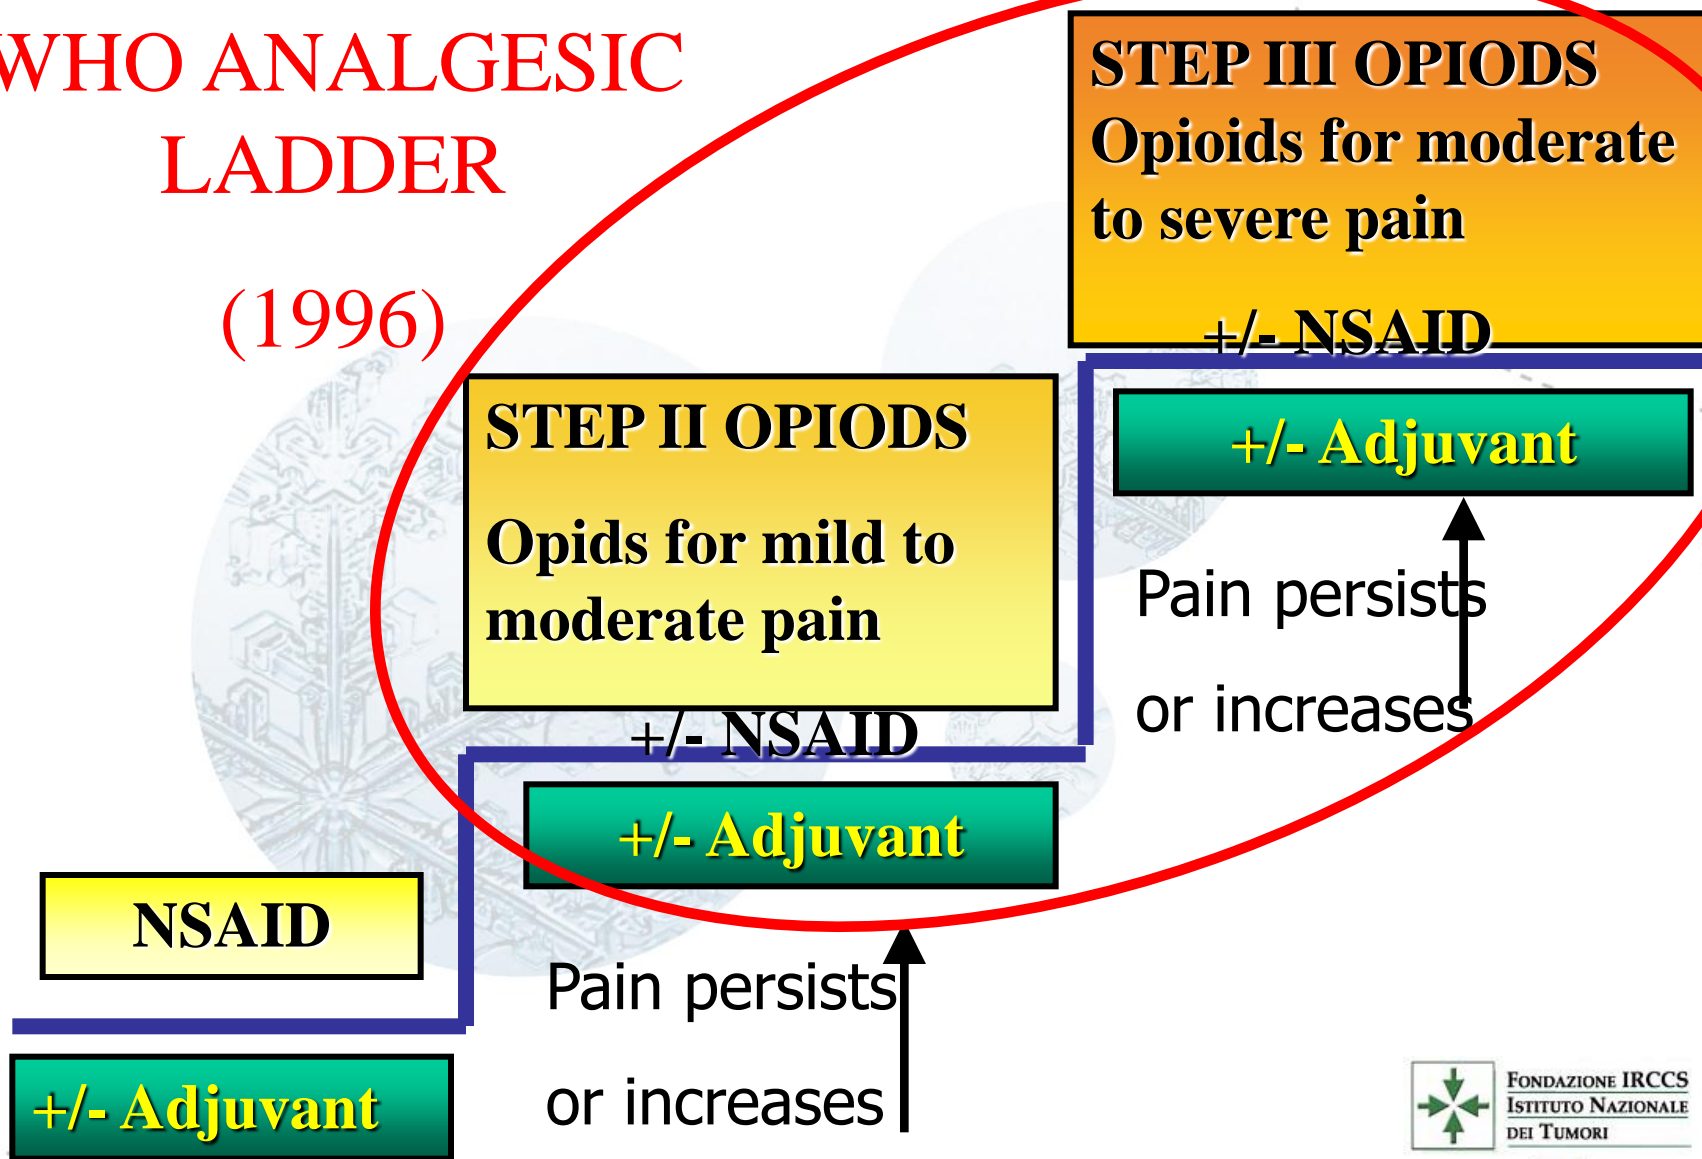 WHO ANALGESIC
LADDER
(1996)
STEP III OPIODS
Opioids for moderate
to severe pain
+/- NSAID
+/- Adjuvant
Pain persists
or increases
STEP II OPIODS
Opids for mild to
moderate pain
+/- NSAID
+/- Adjuvant
Pain persists
or increases
NSAID
+/- Adjuvant
FONDAZIONE IRCCS
ISTITUTO NAZIONALE
DEI TUMORI